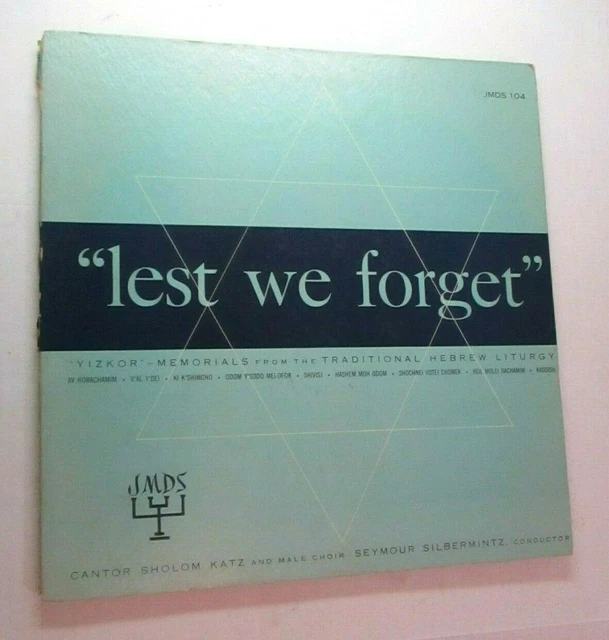 JMDS 104
"lest we forget"
"YIZKOR" — MEMORIALS FROM THE TRADITIONAL HEBREW LITURGY
AV HORACHAMIM • V'AL Y'DEI • KI K'SHIMCHO • ODOM Y'SODO MEI-OFOR • SHIVISI • HASHEM MOH ODOM • SHOCHNEI VOTEI CHOMER • KEIL MOLEI RACHAMIM • KADDISH
JMDS
CANTOR SHOLOM KATZ AND MALE CHOIR SEYMOUR SILBERMINTZ, CONDUCTOR